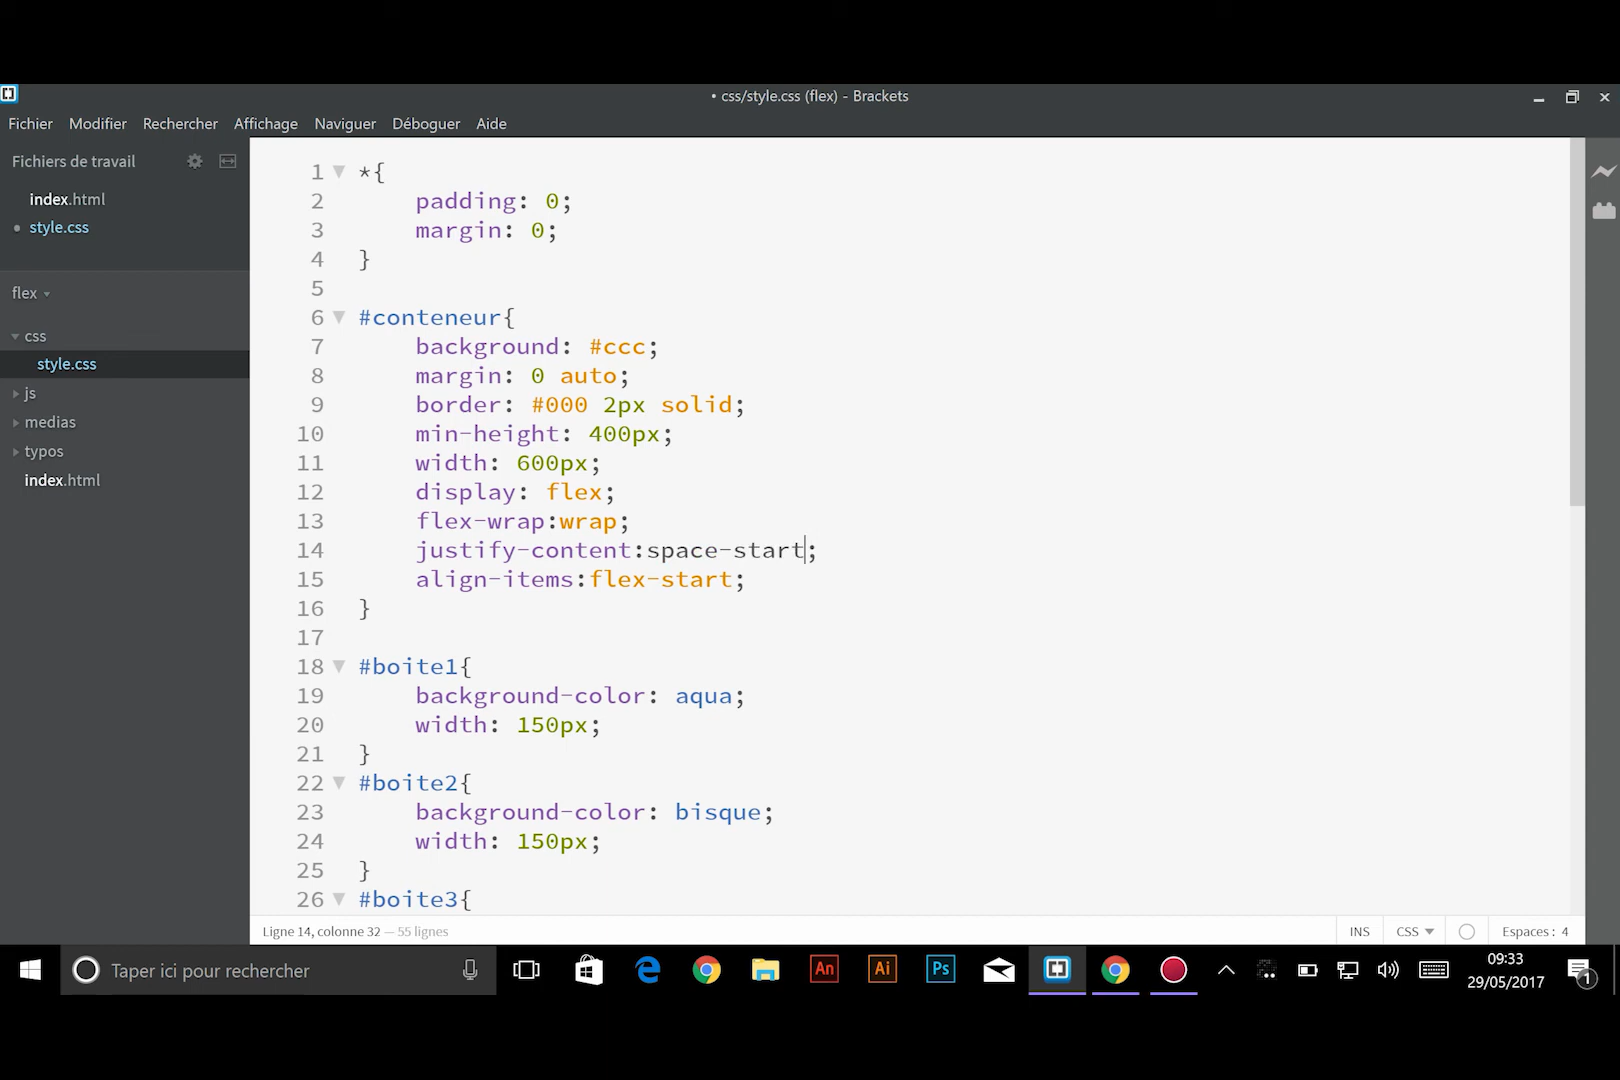 • css/style.css (flex) - Brackets
Fichier Modifier Rechercher Affichage Naviguer Déboguer Aide
Fichiers de travail
index.html
• style.css
flex
css
style.css
js
medias
typos
index.html
1 *{
2 padding: 0;
3 margin: 0;
4 }
5
6 #conteneur{
7 background: #ccc;
8 margin: 0 auto;
9 border: #000 2px solid;
10 min-height: 400px;
11 width: 600px;
12 display: flex;
13 flex-wrap:wrap;
14 justify-content:space-start;
15 align-items:flex-start;
16 }
17
18 #boite1{
19 background-color: aqua;
20 width: 150px;
21 }
22 #boite2{
23 background-color: bisque;
24 width: 150px;
25 }
26 #boite3{
Ligne 14, colonne 32 — 55 lignes
INS CSS Espaces : 4
Taper ici pour rechercher
An Ai Ps
09:33
29/05/2017
1